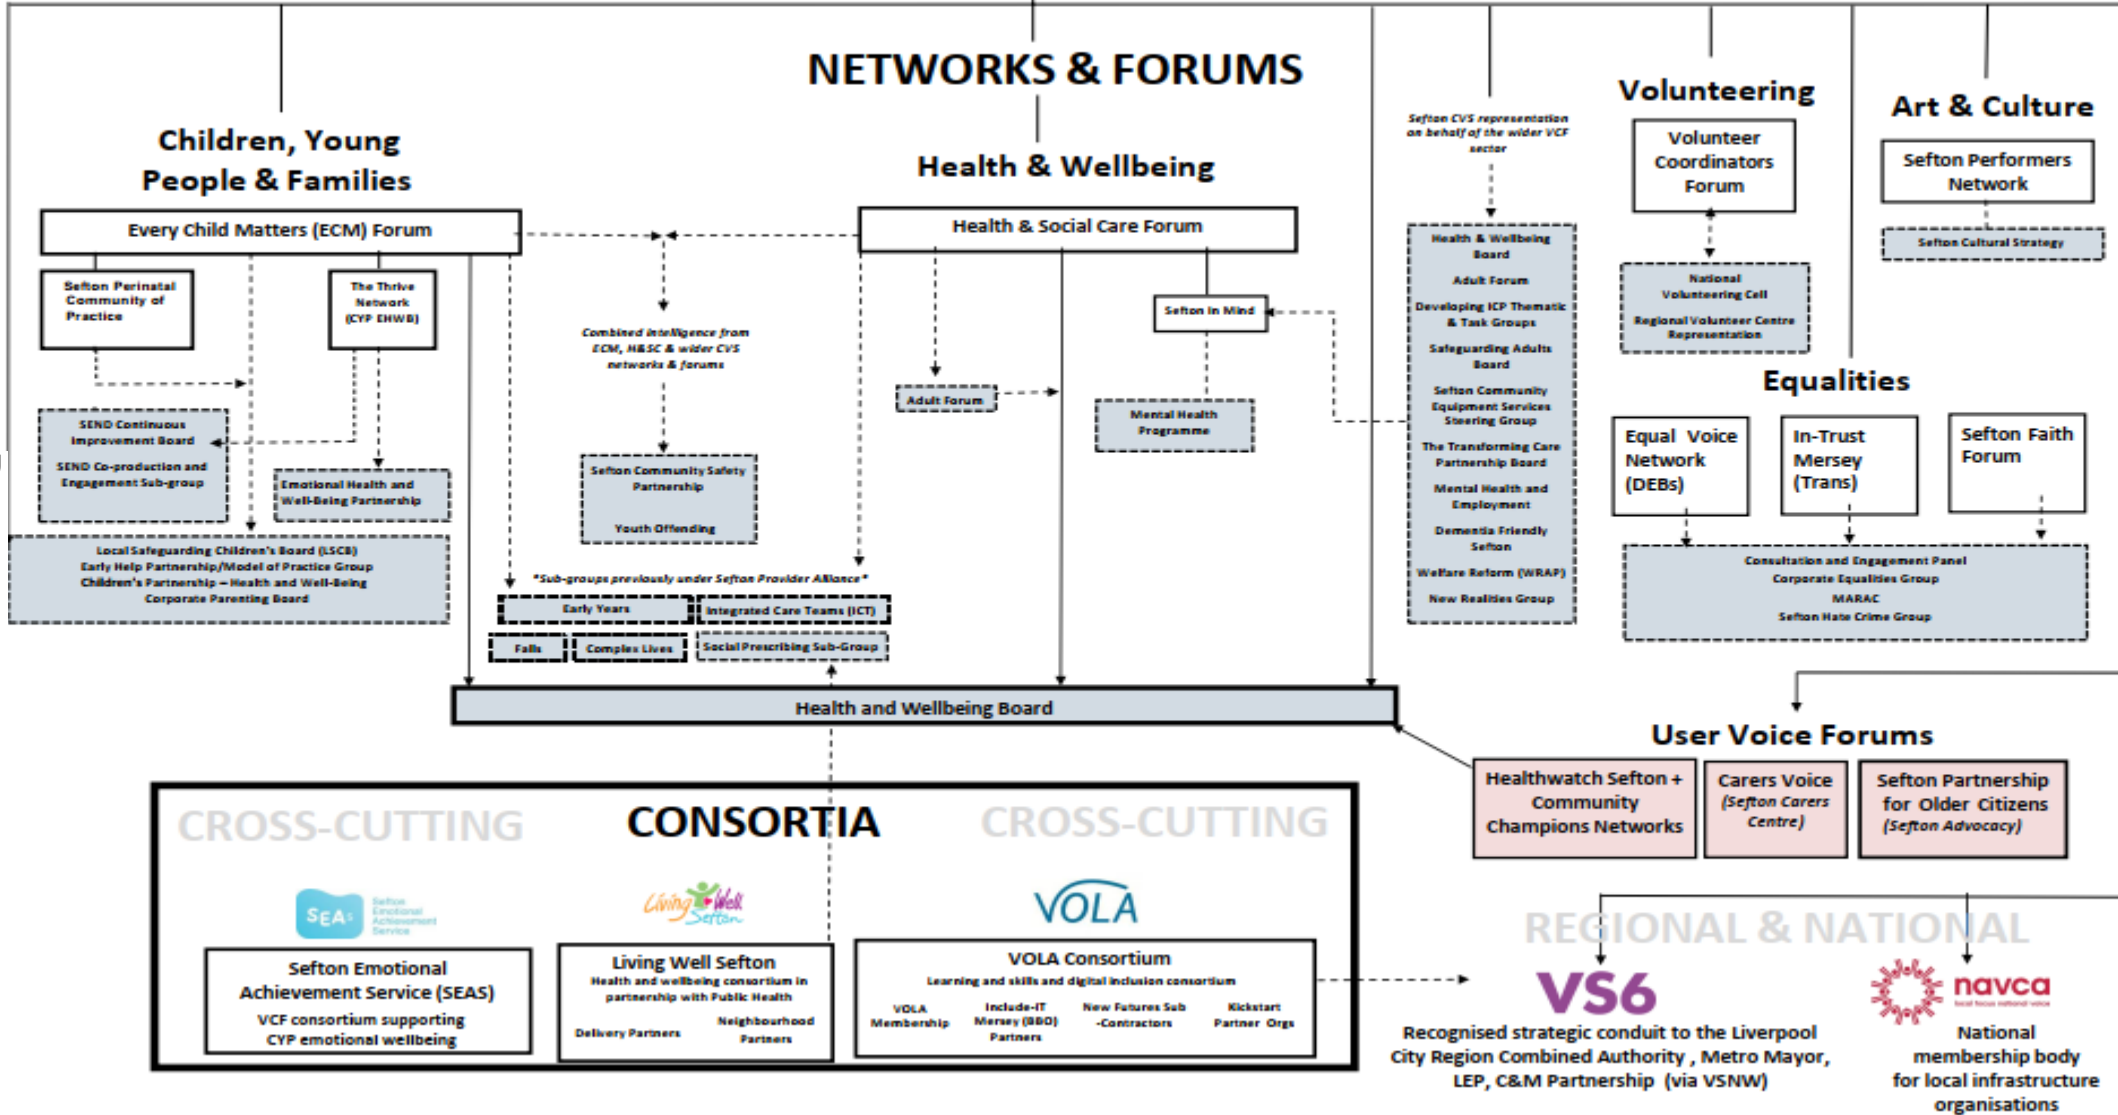 NETWORKS & FORUMS
Children, Young
People & Families
Every Child Matters (ECM) Forum
Sefton Perinatal
Community of
Practice
The Thrive
Network
(CYP EHWB)
SEND Continuous
Improvement Board
SEND Co-production and
Engagement Sub-group
Emotional Health and
Well-Being Partnership
Local Safeguarding Children's Board (LSCB)
Early Help Partnership/Model of Practice Group
Children's Partnership – Health and Well-Being
Corporate Parenting Board
Combined intelligence from
ECM, H&SC & wider CVS
networks & forums
Sefton Community Safety
Partnership
Youth Offending
*Sub-groups previously under Sefton Provider Alliance*
Early Years
Integrated Care Teams (ICT)
Falls
Complex Lives
Social Prescribing Sub-Group
Health & Wellbeing
Health & Social Care Forum
Sefton In Mind
Adult Forum
Mental Health
Programme
Health and Wellbeing Board
Sefton CVS representation
on behalf of the wider VCF
sector
Health & Wellbeing
Board
Adult Forum
Developing ICP Thematic
& Task Groups
Safeguarding Adults
Board
Sefton Community
Equipment Services
Steering Group
The Transforming Care
Partnership Board
Mental Health and
Employment
Dementia Friendly
Sefton
Welfare Reform (WRAP)
New Realities Group
Volunteering
Volunteer
Coordinators
Forum
National
Volunteering Cell
Regional Volunteer Centre
Representation
Art & Culture
Sefton Performers
Network
Sefton Cultural Strategy
Equalities
Equal Voice
Network
(DEBs)
In-Trust
Mersey
(Trans)
Sefton Faith
Forum
Consultation and Engagement Panel
Corporate Equalities Group
MARAC
Sefton Hate Crime Group
User Voice Forums
Healthwatch Sefton +
Community
Champions Networks
Carers Voice
(Sefton Carers
Centre)
Sefton Partnership
for Older Citizens
(Sefton Advocacy)
CROSS-CUTTING
CONSORTIA
CROSS-CUTTING
SEAs
Sefton
Emotional
Achievement
Service
Sefton Emotional
Achievement Service (SEAS)
VCF consortium supporting
CYP emotional wellbeing
Living Well
Sefton
Living Well Sefton
Health and wellbeing consortium in
partnership with Public Health
Delivery Partners
Neighbourhood
Partners
VOLA
VOLA Consortium
Learning and skills and digital inclusion consortium
VOLA
Membership
Include-IT
Mersey (BBO)
Partners
New Futures Sub
-Contractors
Kickstart
Partner Orgs
REGIONAL & NATIONAL
VS6
Recognised strategic conduit to the Liverpool
City Region Combined Authority , Metro Mayor,
LEP, C&M Partnership (via VSNW)
navca
local focus national voice
National
membership body
for local infrastructure
organisations